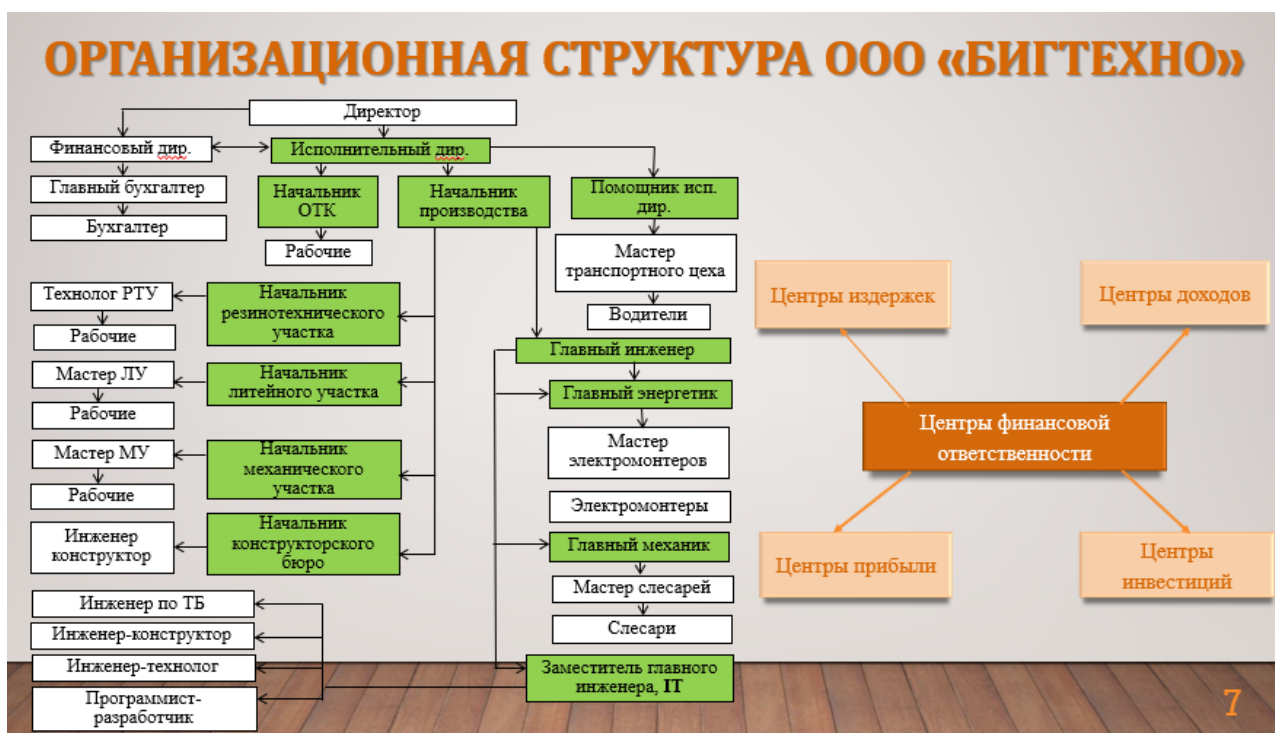 ОРГАНИЗАЦИОННАЯ СТРУКТУРА ООО «БИГТЕХНО»
Директор
Финансовый дир.
Исполнительный дир.
Главный бухгалтер
Бухгалтер
Начальник
ОТК
Рабочие
Начальник
производства
Помощник исп.
дир.
Мастер
транспортного цеха
Водители
Технолог РТУ
Рабочие
Начальник
резинотехнического
участка
Мастер ЛУ
Рабочие
Начальник
литейного участка
Мастер МУ
Рабочие
Начальник
механического
участка
Инженер
конструктор
Начальник
конструкторского
бюро
Главный инженер
Главный энергетик
Мастер
электромонтеров
Электромонтеры
Главный механик
Мастер слесарей
Слесари
Заместитель главного
инженера, IT
Инженер по ТБ
Инженер-конструктор
Инженер-технолог
Программист-
разработчик
Центры издержек
Центры доходов
Центры финансовой
ответственности
Центры прибыли
Центры
инвестиций
7